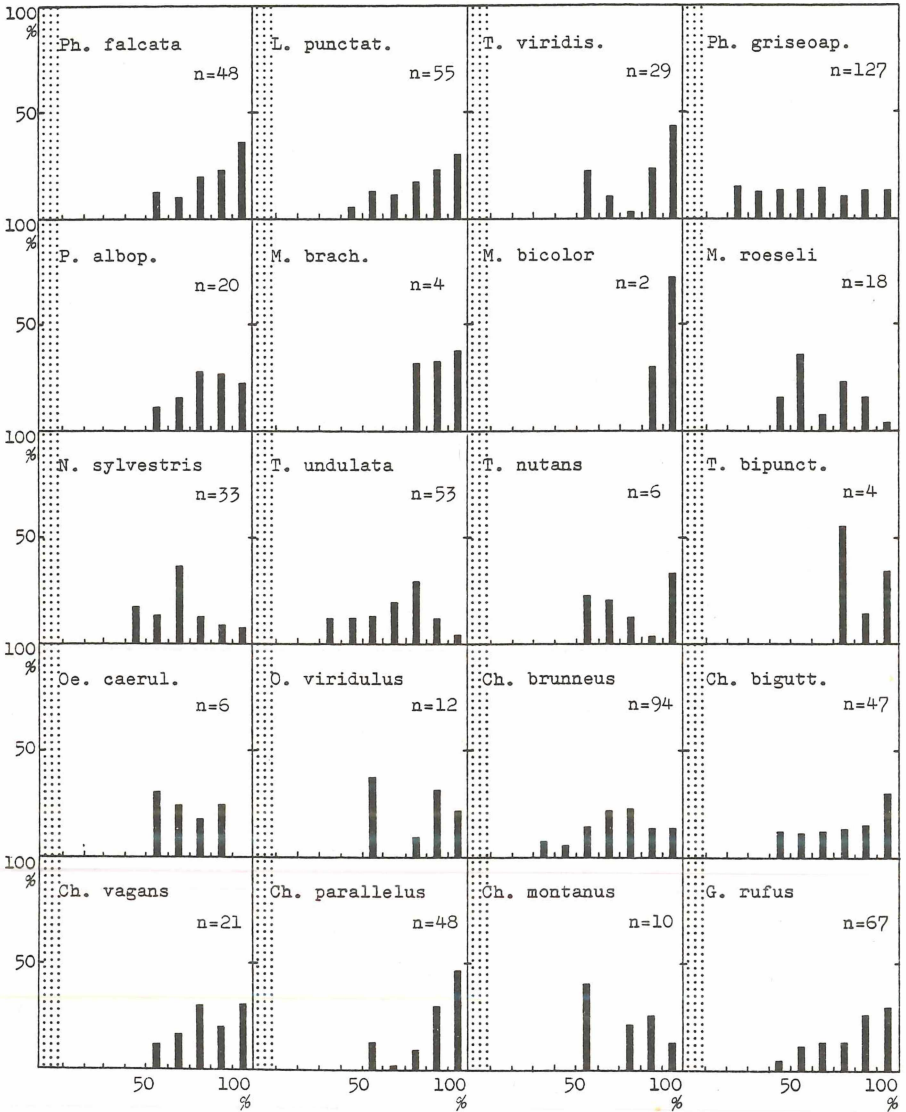 100
%
50
Ph. falcata
n=48
L. punctat.
n=55
T. viridis.
n=29
Ph. griseoap.
n=127
100
%
50
P. albop.
n=20
M. brach.
n=4
M. bicolor
n=2
M. roeseli
n=18
100
%
50
N. sylvestris
n=33
T. undulata
n=53
T. nutans
n=6
T. bipunct.
n=4
100
%
50
Oe. caerul.
n=6
O. viridulus
n=12
Ch. brunneus
n=94
Ch. bigutt.
n=47
100
%
50
Ch. vagans
n=21
Ch. parallelus
n=48
Ch. montanus
n=10
G. rufus
n=67
50 100 50 100 50 100 50 100
% % % %